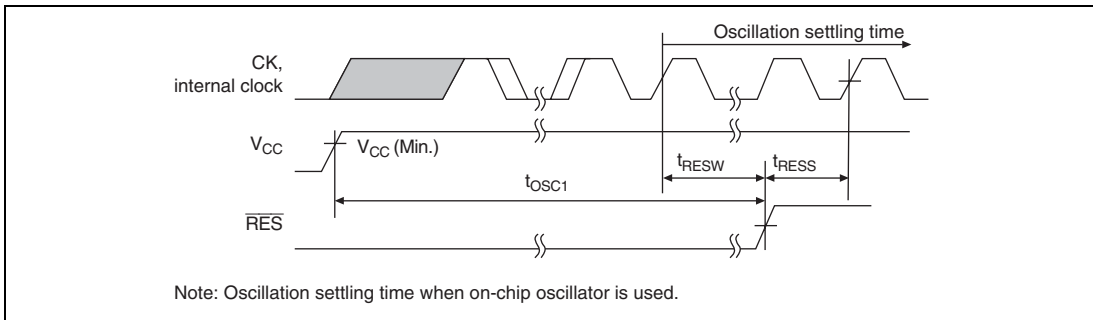 Oscillation settling time
CK,
internal clock
VCC
VCC (Min.)
tRESW
tRESS
tOSC1
RES
Note: Oscillation settling time when on-chip oscillator is used.